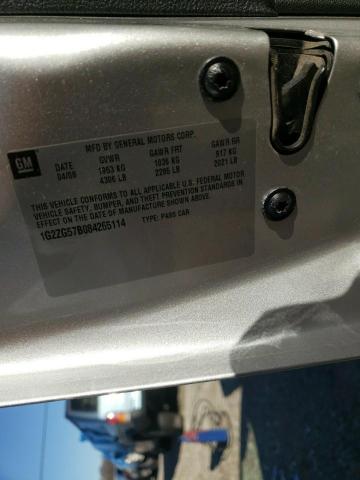 GM
MFD BY GENERAL MOTORS CORP.
DATE GVWR GAWR FRT GAWR RR
04/08 1953 KG 1036 KG 917 KG
4306 LB 2285 LB 2021 LB
THIS VEHICLE CONFORMS TO ALL APPLICABLE U.S. FEDERAL MOTOR
VEHICLE SAFETY, BUMPER, AND THEFT PREVENTION STANDARDS IN
EFFECT ON THE DATE OF MANUFACTURE SHOWN ABOVE.
1G2ZG57B084265114 TYPE: PASS CAR